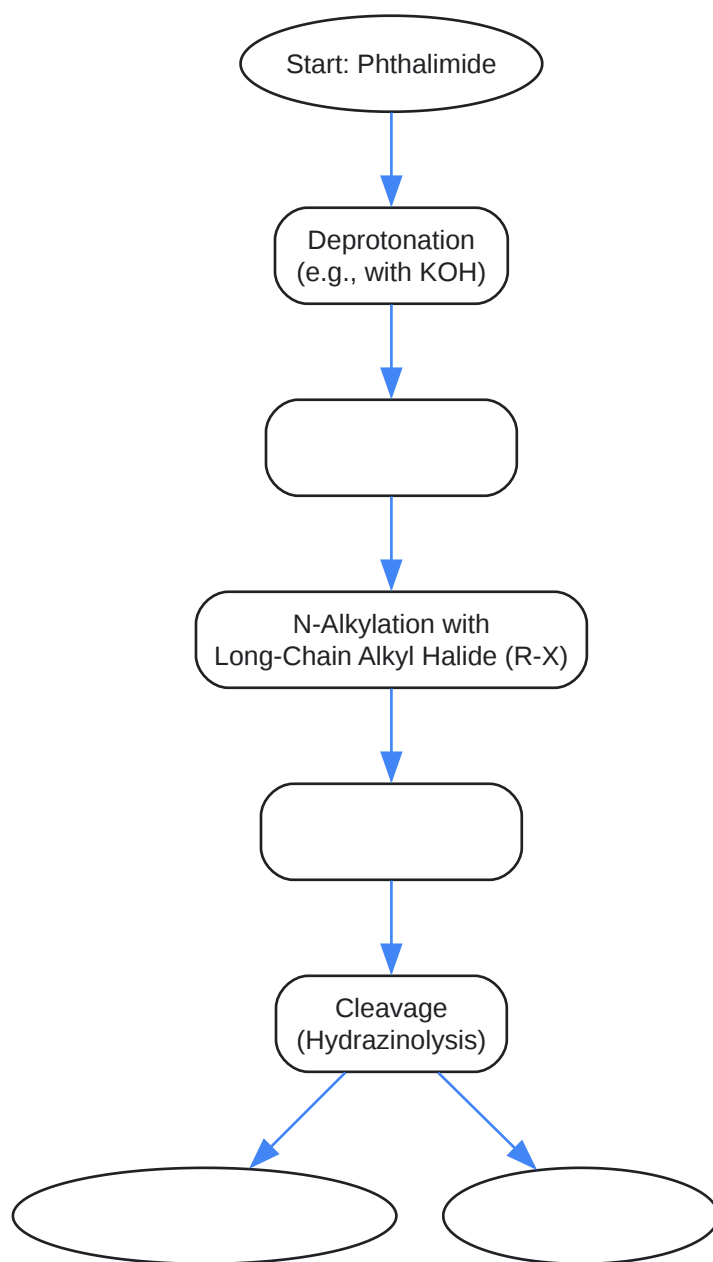 Start: Phthalimide
Deprotonation
(e.g., with KOH)
N-Alkylation with
Long-Chain Alkyl Halide (R-X)
Cleavage
(Hydrazinolysis)